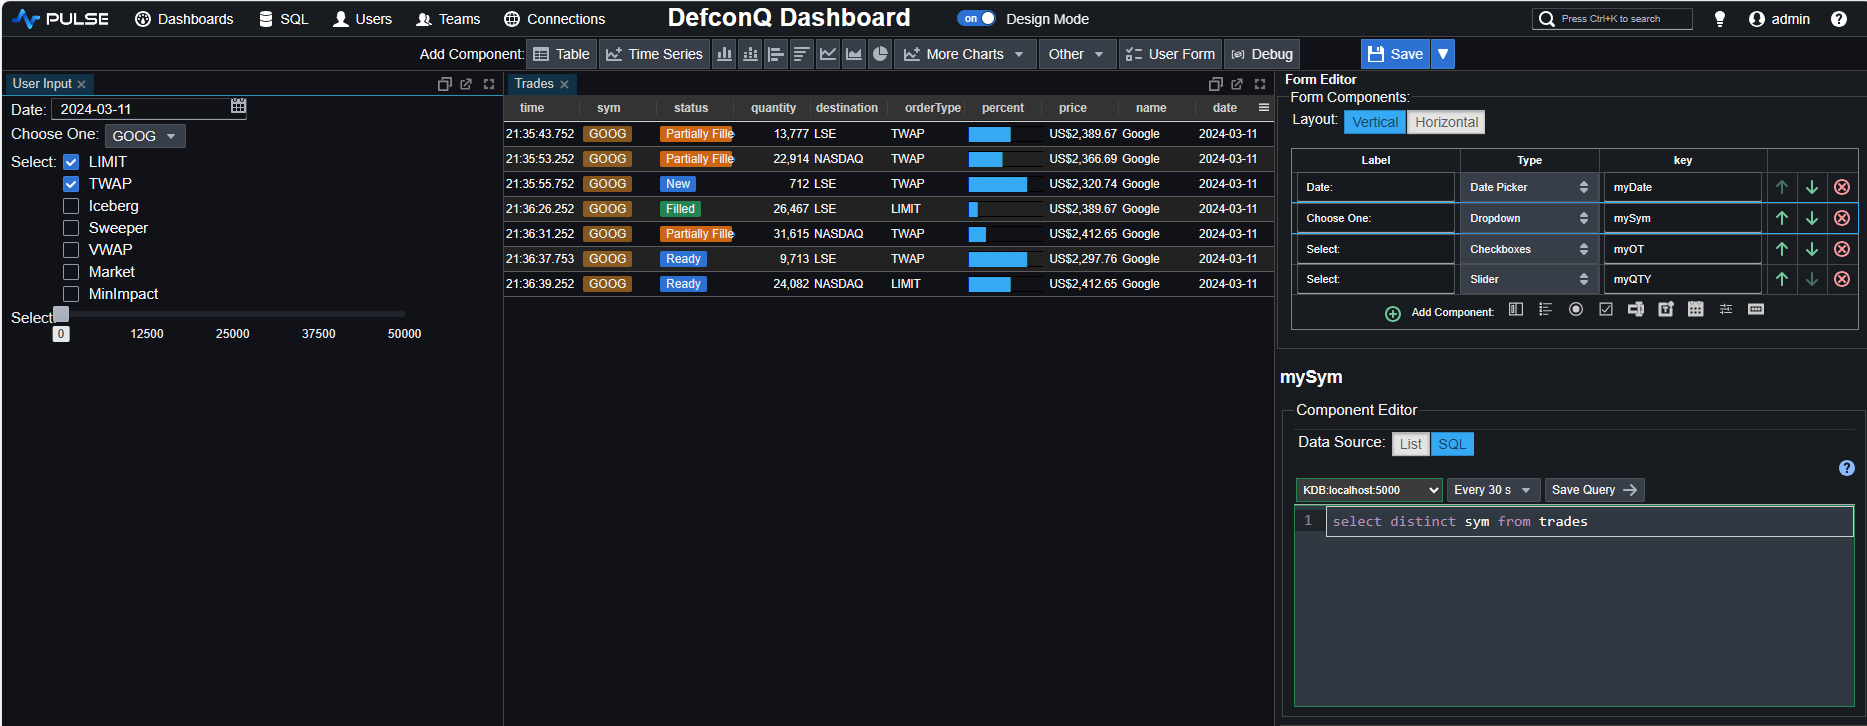 PULSE Dashboards SQL Users Teams Connections DefconQ Dashboard on Design Mode Press Ctrl+K to search admin
Add Component: Table Time Series More Charts Other User Form Debug Save
User Input
Date: 2024-03-11
Choose One: GOOG
Select: LIMIT
TWAP
Iceberg
Sweeper
VWAP
Market
MinImpact
Select
0 12500 25000 37500 50000
Trades
time sym status quantity destination orderType percent price name date
21:35:43.752 GOOG Partially Fille 13,777 LSE TWAP US$2,389.67 Google 2024-03-11
21:35:53.252 GOOG Partially Fille 22,914 NASDAQ TWAP US$2,366.69 Google 2024-03-11
21:35:55.752 GOOG New 712 LSE TWAP US$2,320.74 Google 2024-03-11
21:36:26.252 GOOG Filled 26,467 LSE LIMIT US$2,389.67 Google 2024-03-11
21:36:31.252 GOOG Partially Fille 31,615 NASDAQ TWAP US$2,412.65 Google 2024-03-11
21:36:37.753 GOOG Ready 9,713 LSE TWAP US$2,297.76 Google 2024-03-11
21:36:39.252 GOOG Ready 24,082 NASDAQ LIMIT US$2,412.65 Google 2024-03-11
Form Editor
Form Components:
Layout: Vertical Horizontal
Label Type key
Date: Date Picker myDate
Choose One: Dropdown mySym
Select: Checkboxes myOT
Select: Slider myQTY
Add Component:
mySym
Component Editor
Data Source: List SQL
KDB:localhost:5000 Every 30 s Save Query
1 select distinct sym from trades